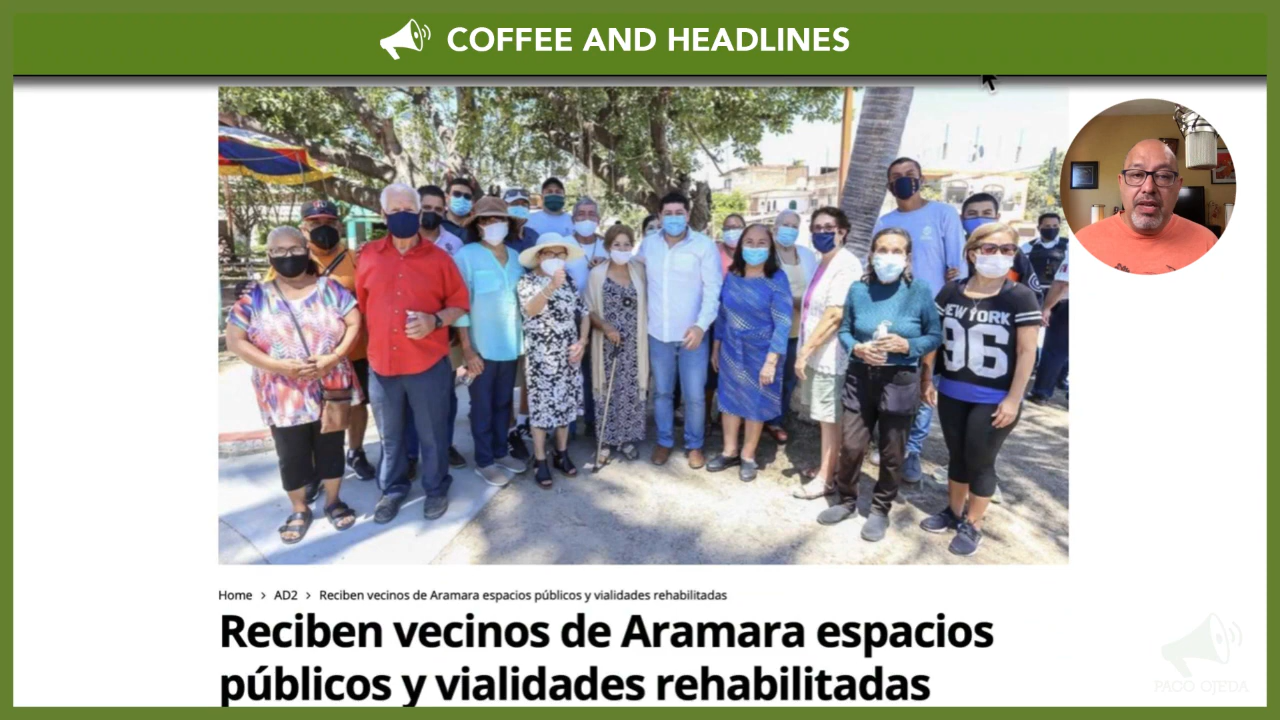 COFFEE AND HEADLINES
NEW YORK
96
Home > AD2 > Reciben vecinos de Aramara espacios públicos y vialidades rehabilitadas
Reciben vecinos de Aramara espacios
públicos y vialidades rehabilitadas
PACO OJEDA